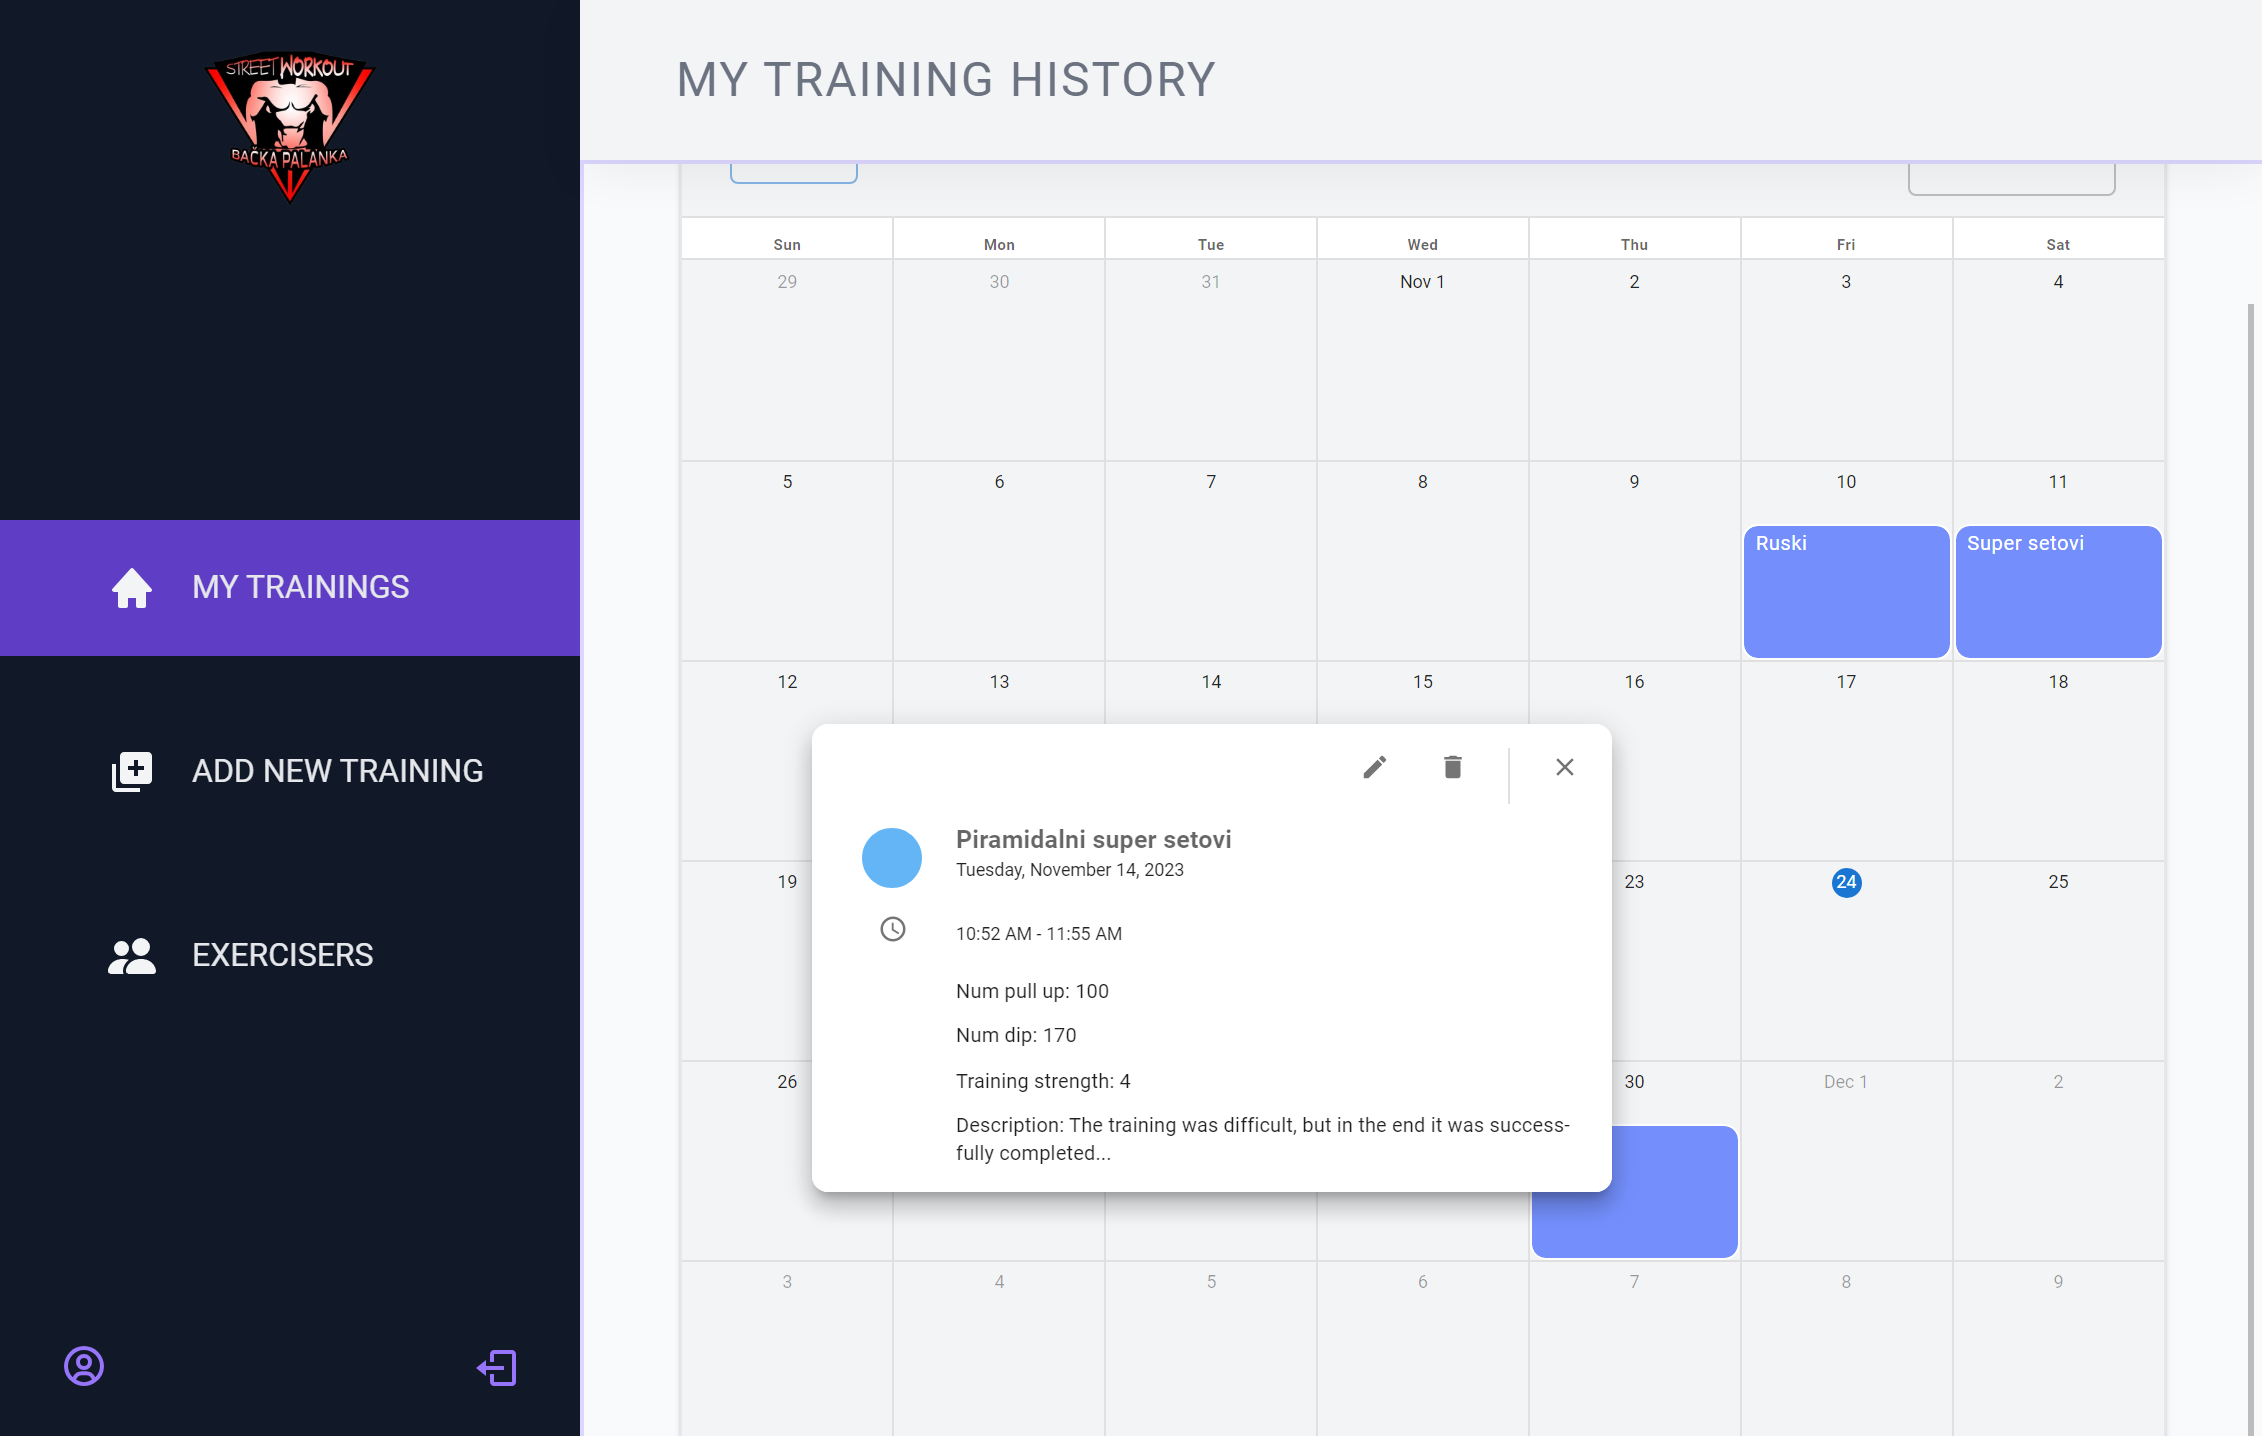 STREET WORKOUT
BAČKA PALANKA
MY TRAININGS
ADD NEW TRAINING
EXERCISERS
MY TRAINING HISTORY
Sun Mon Tue Wed Thu Fri Sat
29 30 31 Nov 1 2 3 4
5 6 7 8 9 10 11
Ruski Super setovi
12 13 14 15 16 17 18
19 23 24 25
26 30 Dec 1 2
3 4 5 6 7 8 9
Piramidalni super setovi
Tuesday, November 14, 2023
10:52 AM - 11:55 AM
Num pull up: 100
Num dip: 170
Training strength: 4
Description: The training was difficult, but in the end it was success-
fully completed...